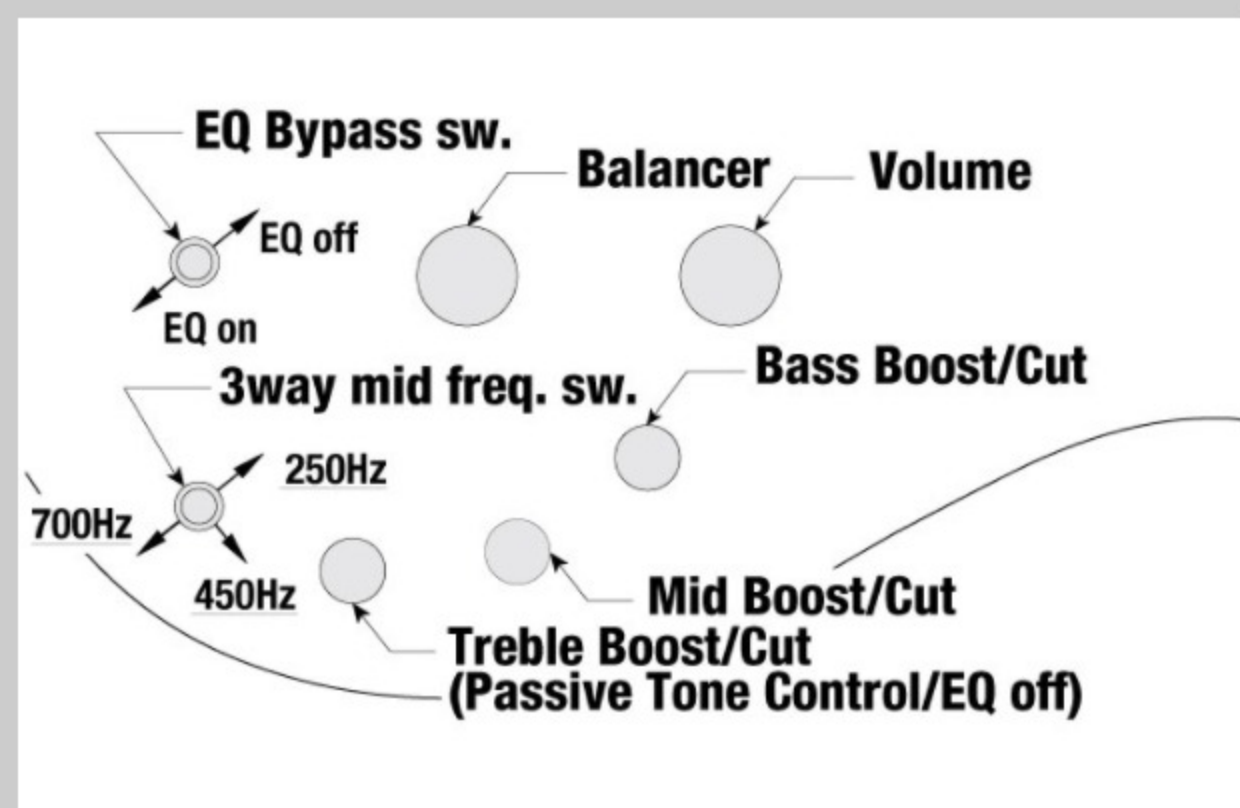 EQ Bypass sw.
Balancer
Volume
EQ off
EQ on
3way mid freq. sw.
Bass Boost/Cut
250Hz
700Hz
450Hz
Mid Boost/Cut
Treble Boost/Cut
(Passive Tone Control/EQ off)